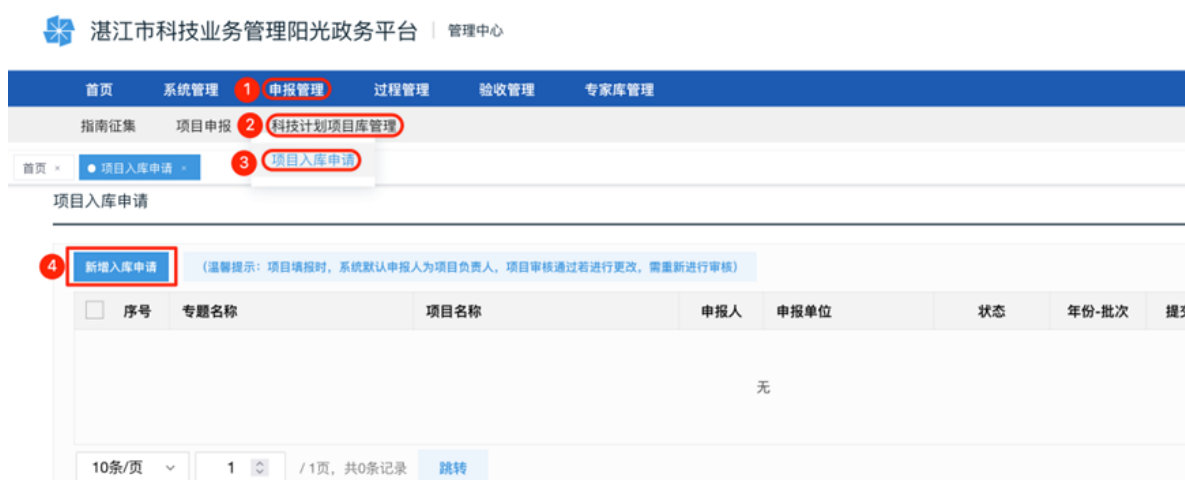 湛江市科技业务管理阳光政务平台 管理中心
首页 系统管理 1 申报管理 过程管理 验收管理 专家库管理
指南征集 项目申报 2 科技计划项目库管理
首页 × 项目入库申请 × 3 项目入库申请
项目入库申请
4 新增入库申请 (温馨提示：项目填报时，系统默认申报人为项目负责人，项目审核通过若进行更改，需重新进行审核)
序号 专题名称 项目名称 申报人 申报单位 状态 年份-批次
无
10条/页 1 / 1页，共0条记录 跳转